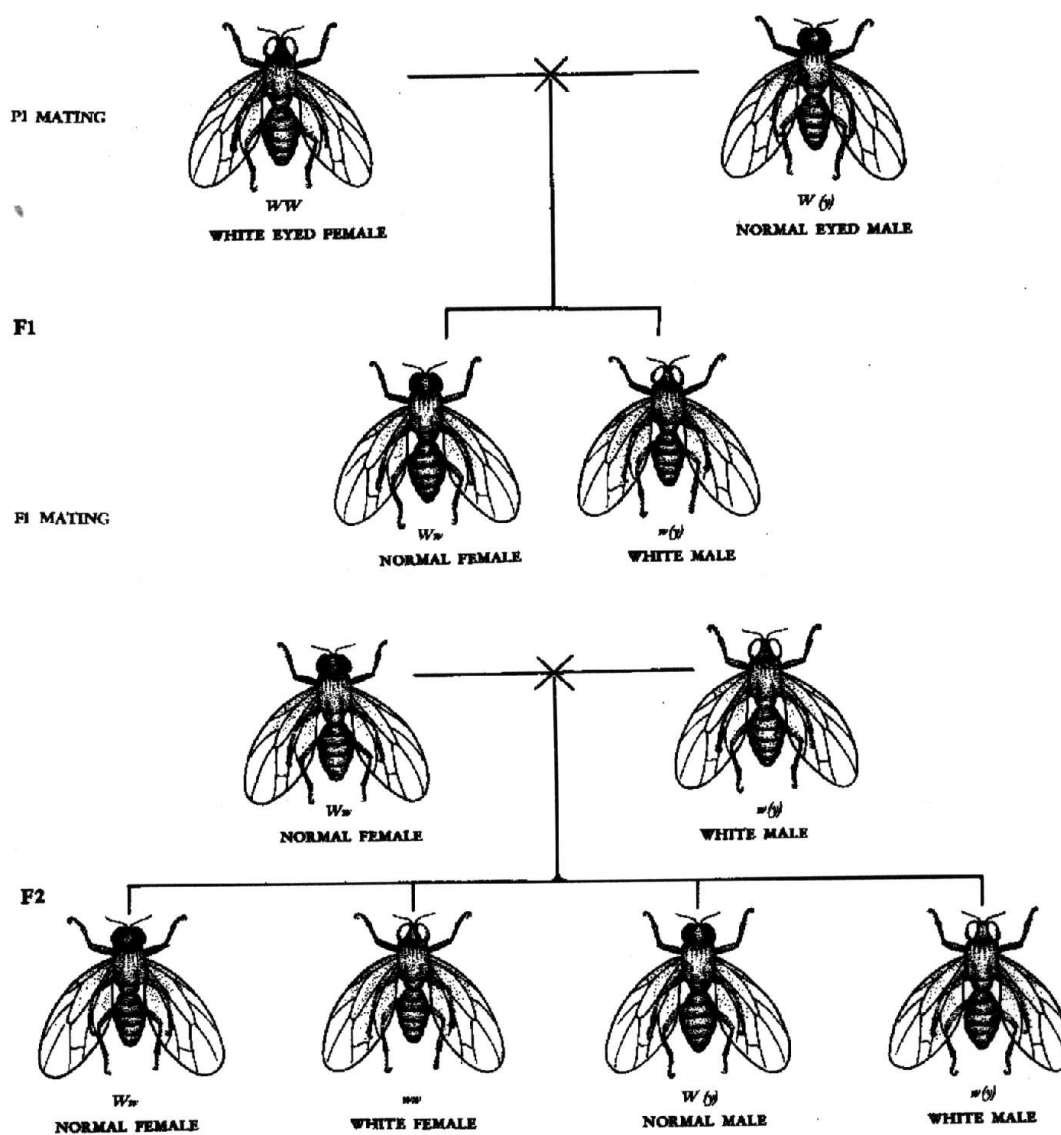 P1 MATING
WW
WHITE EYED FEMALE
W (y)
NORMAL EYED MALE
F1
F1 MATING
Ww
NORMAL FEMALE
w(y)
WHITE MALE
Ww
NORMAL FEMALE
w(y)
WHITE MALE
F2
Ww
NORMAL FEMALE
ww
WHITE FEMALE
W (y)
NORMAL MALE
w(y)
WHITE MALE